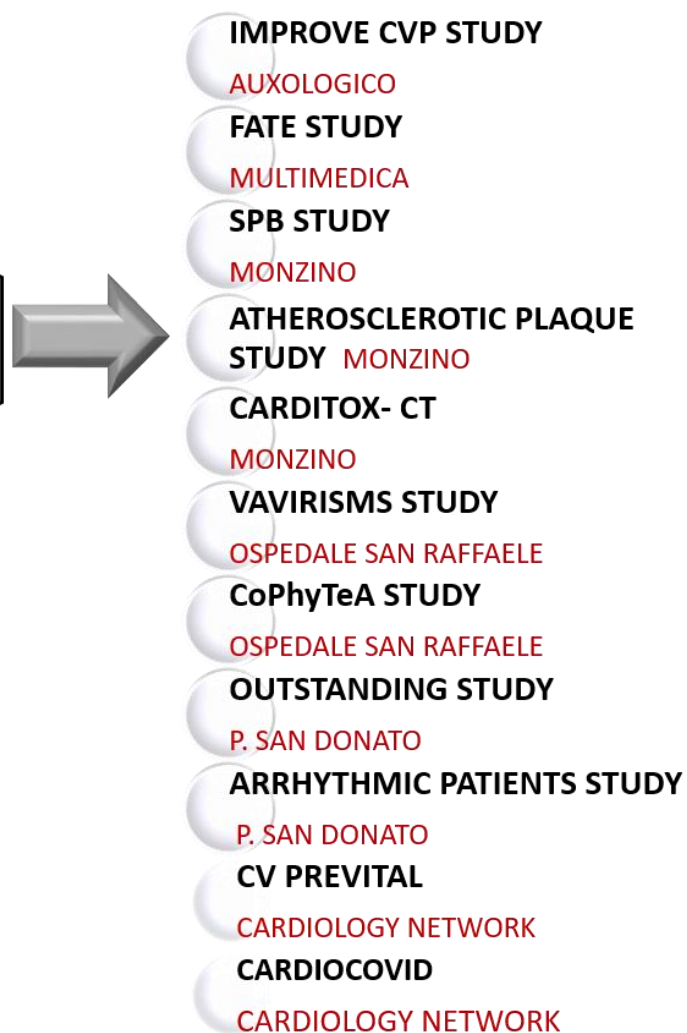 IMPROVE CVP STUDY
AUXOLOGICO
FATE STUDY
MULTIMEDICA
SPB STUDY
MONZINO
ATHEROSCLEROTIC PLAQUE
STUDY MONZINO
CARDITOX- CT
MONZINO
VAVIRISMS STUDY
OSPEDALE SAN RAFFAELE
CoPhyTeA STUDY
OSPEDALE SAN RAFFAELE
OUTSTANDING STUDY
P. SAN DONATO
ARRHYTHMIC PATIENTS STUDY
P. SAN DONATO
CV PREVITAL
CARDIOLOGY NETWORK
CARDIOCOVID
CARDIOLOGY NETWORK